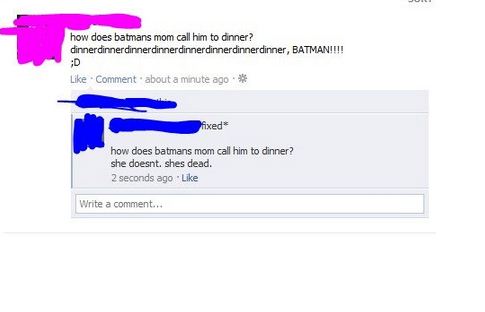 how does batmans mom call him to dinner?
dinnerdinnerdinnerdinnerdinnerdinnerdinnerdinner, BATMAN!!!!
;D
Like · Comment · about a minute ago ·
fixed*
how does batmans mom call him to dinner?
she doesnt. shes dead.
2 seconds ago · Like
Write a comment...